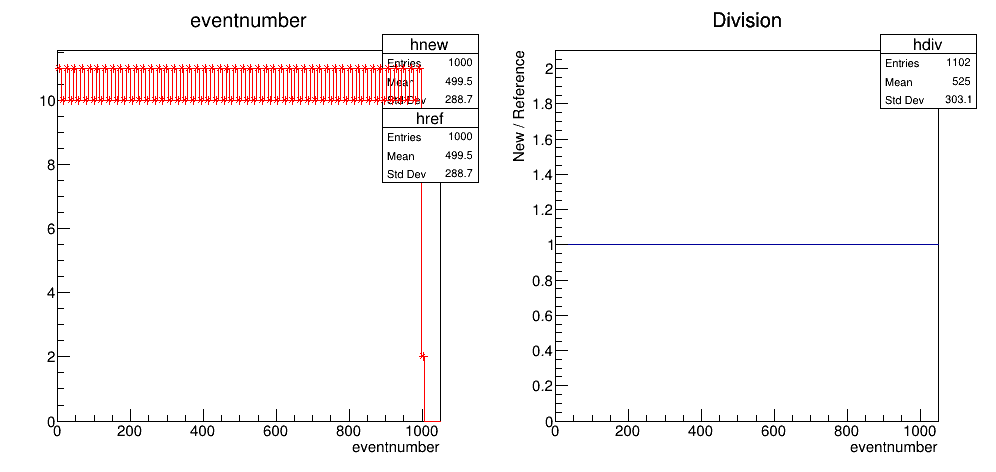 eventnumber
hnew
Entries 1000
Mean 499.5
Std Dev 288.7
href
Entries 1000
Mean 499.5
Std Dev 288.7
10
8
6
4
2
0
0 200 400 600 800 1000
eventnumber
Division
hdiv
Entries 1102
Mean 525
Std Dev 303.1
New / Reference
2
1.8
1.6
1.4
1.2
1
0.8
0.6
0.4
0.2
0
0 200 400 600 800 1000
eventnumber